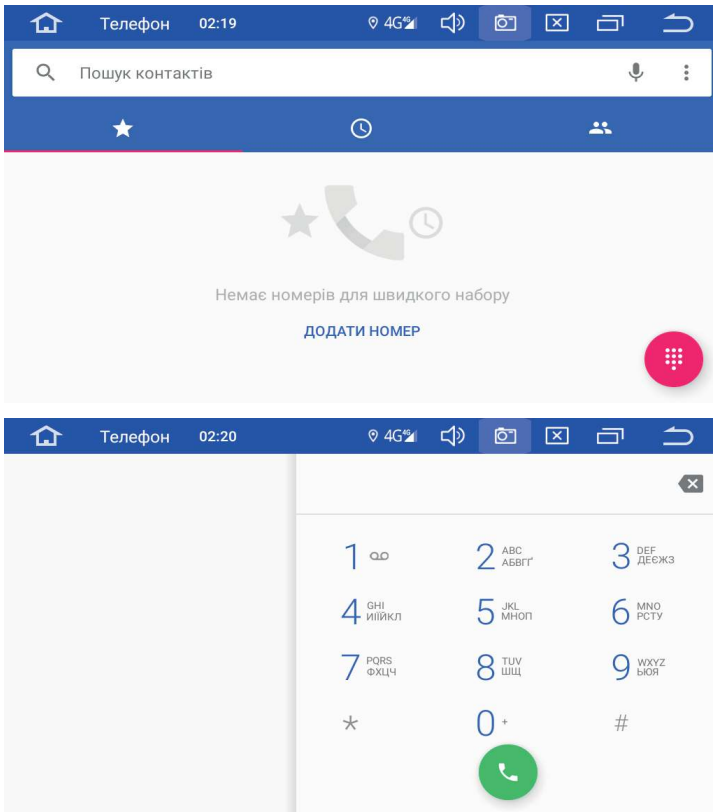 Телефон 02:19 4G 4G
Пошук контактів
Немає номерів для швидкого набору
ДОДАТИ НОМЕР
Телефон 02:20 4G 4G
1 2 ABC 3 DEF
АБВГҐ ДЕЄЖЗ
4 GHI 5 JKL 6 MNO
ИІЇЙКЛ МНОП РСТУ
7 PQRS 8 TUV 9 WXYZ
ФХЦЧ ШЩ ЬЮЯ
* 0 + #